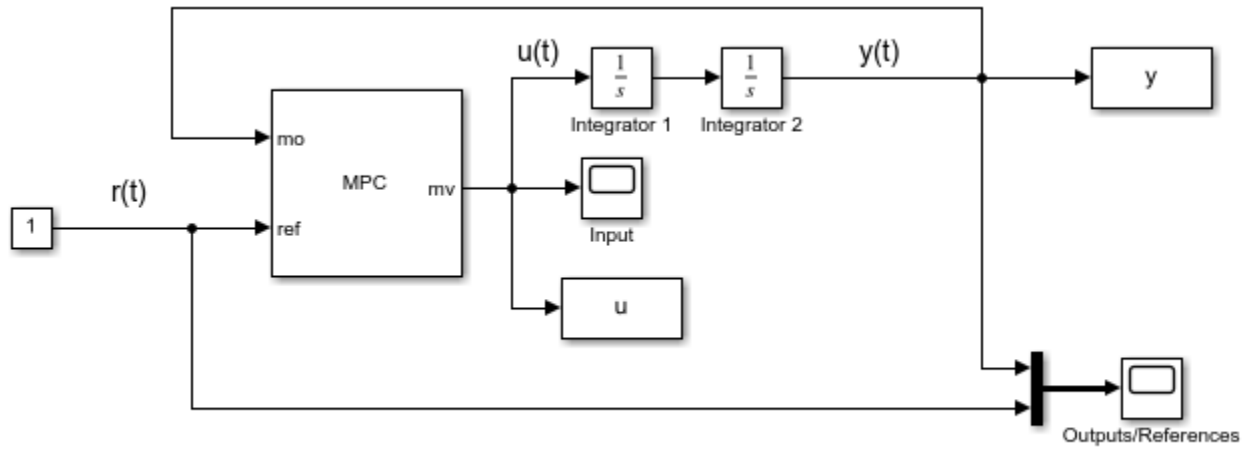 u(t)
y(t)
1
s
1
s
y
Integrator 1
Integrator 2
mo
MPC
mv
r(t)
1
ref
Input
u
Outputs/References